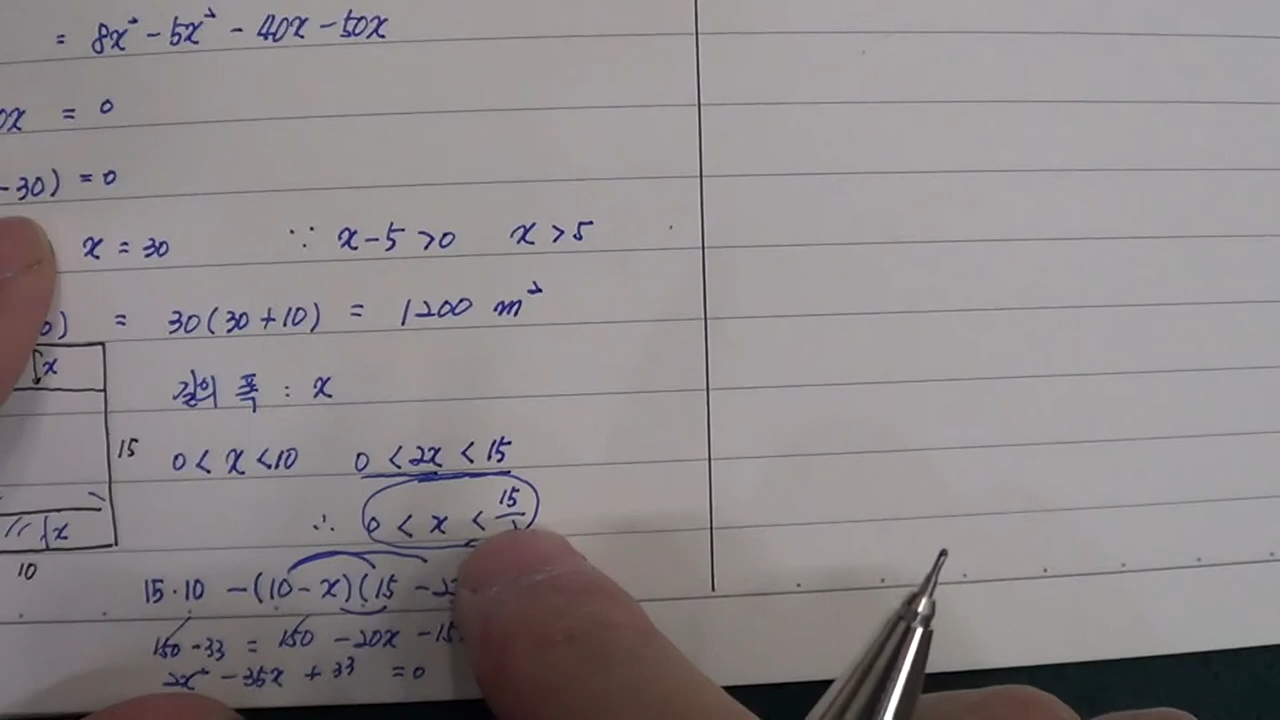 = 8x² - 5x² - 40x - 50x
0x = 0
-30) = 0
x = 30 ∵ x-5 > 0 x > 5
) = 30(30+10) = 1200 m²
x
길의 폭 : x
15
0 < x < 10 0 < 2x < 15
∴ 0 < x < 15/
x
10
15·10 - (10-x)(15 - 2
150 - 33 = 150 - 20x - 15
2x² - 35x + 33 = 0